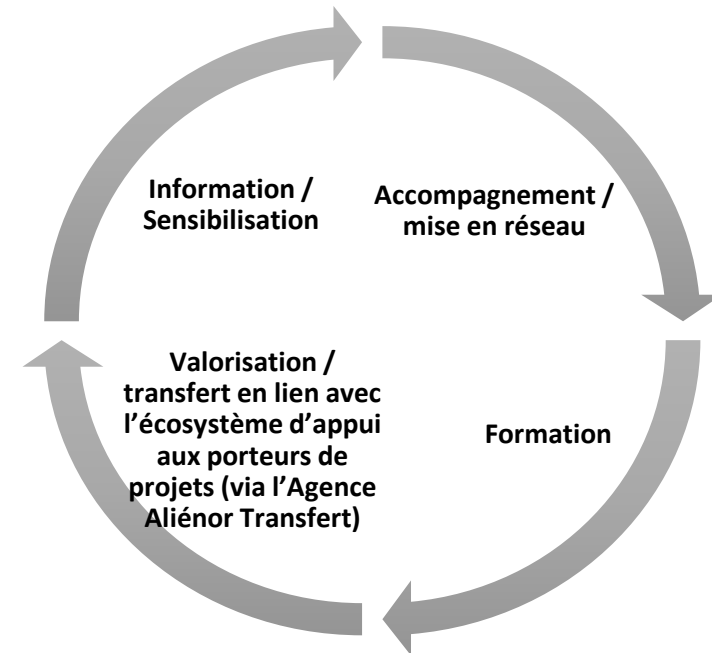 Information /
Sensibilisation
Accompagnement /
mise en réseau
Formation
Valorisation /
transfert en lien avec
l’écosystème d’appui
aux porteurs de
projets (via l’Agence
Aliénor Transfert)